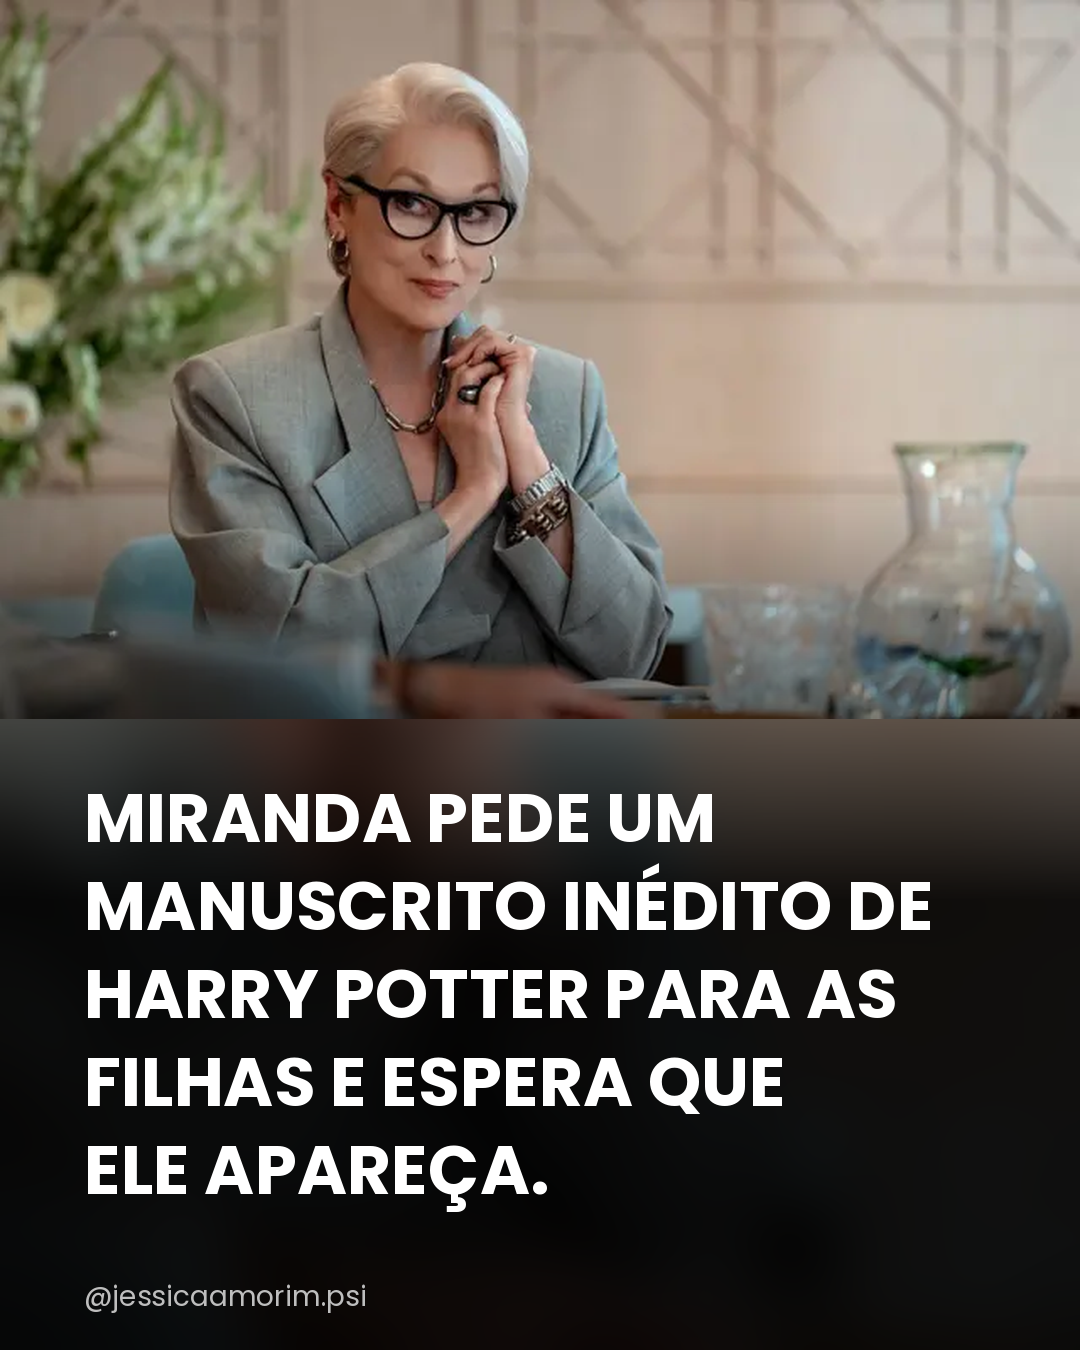 MIRANDA PEDE UM
MANUSCRITO INÉDITO DE
HARRY POTTER PARA AS
FILHAS E ESPERA QUE
ELE APAREÇA.
@jessicaamorim.psi